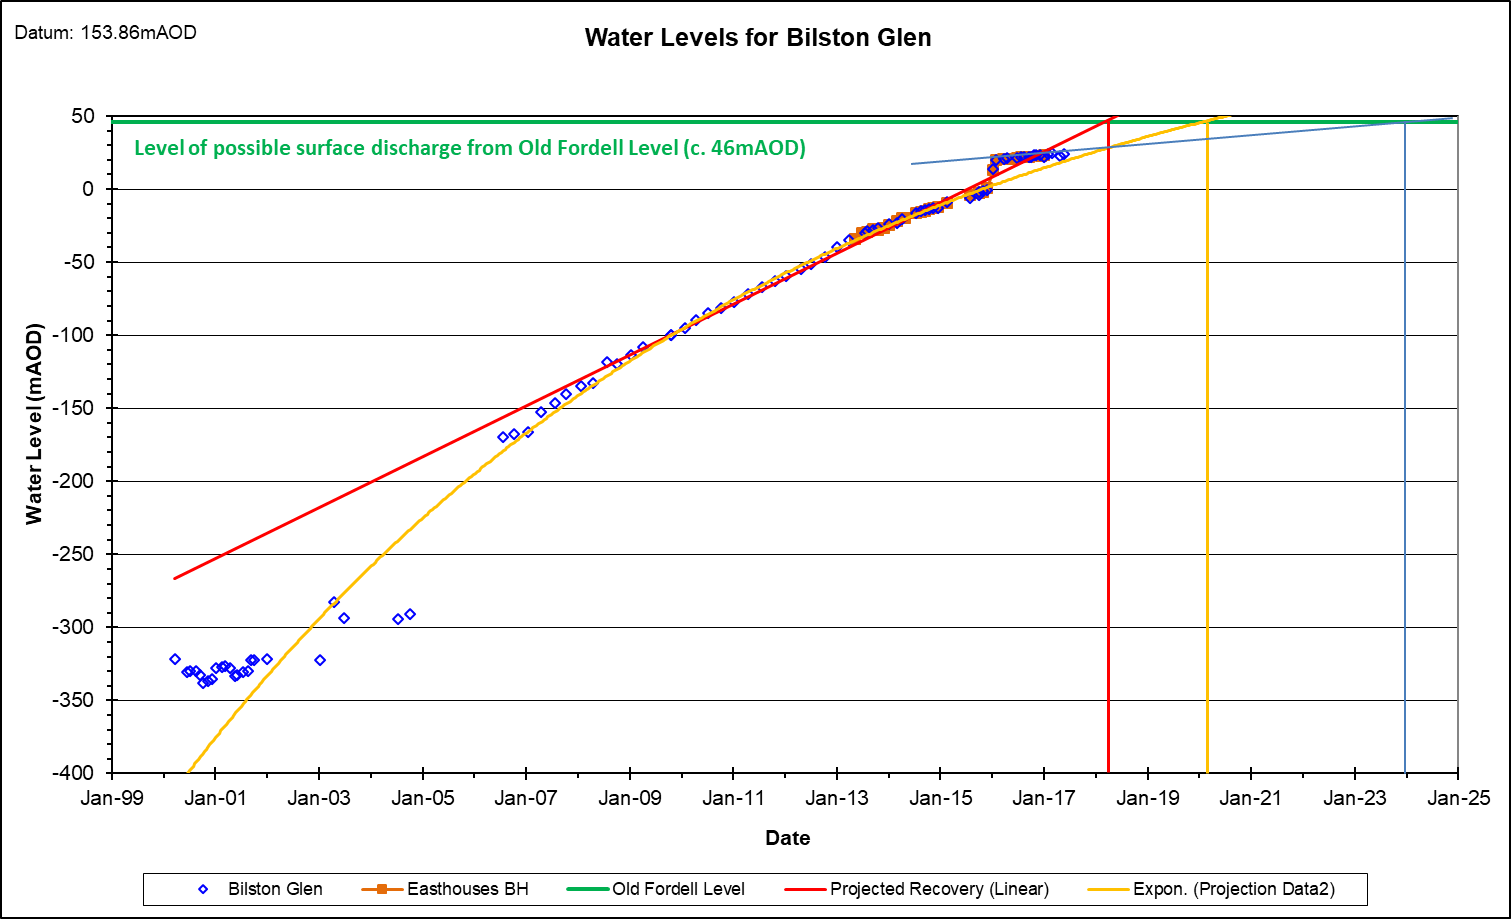 Datum: 153.86mAOD
Water Levels for Bilston Glen
50
0
-50
-100
-150
-200
-250
-300
-350
-400
Water Level (mAOD)
Level of possible surface discharge from Old Fordell Level (c. 46mAOD)
Jan-99 Jan-01 Jan-03 Jan-05 Jan-07 Jan-09 Jan-11 Jan-13 Jan-15 Jan-17 Jan-19 Jan-21 Jan-23 Jan-25
Date
Bilston Glen Easthouses BH Old Fordell Level Projected Recovery (Linear) Expon. (Projection Data2)